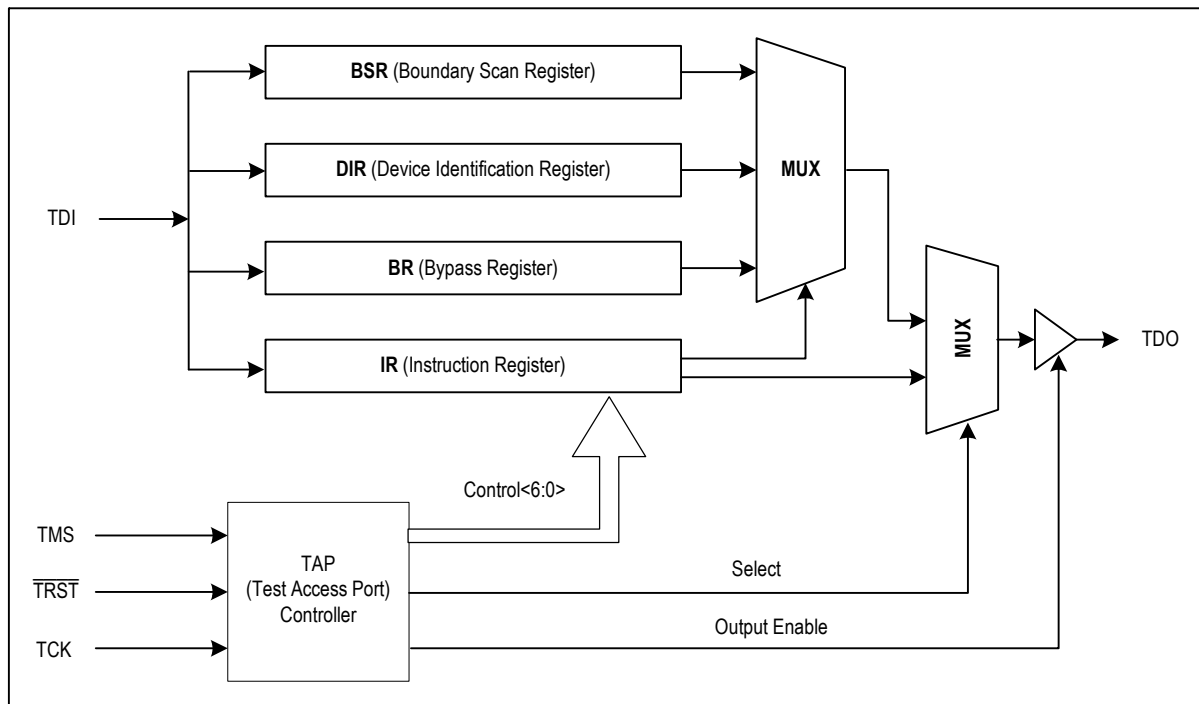 BSR (Boundary Scan Register)
DIR (Device Identification Register)
MUX
TDI
BR (Bypass Register)
MUX
TDO
IR (Instruction Register)
Control<6:0>
TMS
TAP
(Test Access Port)
Controller
TRST
Select
Output Enable
TCK